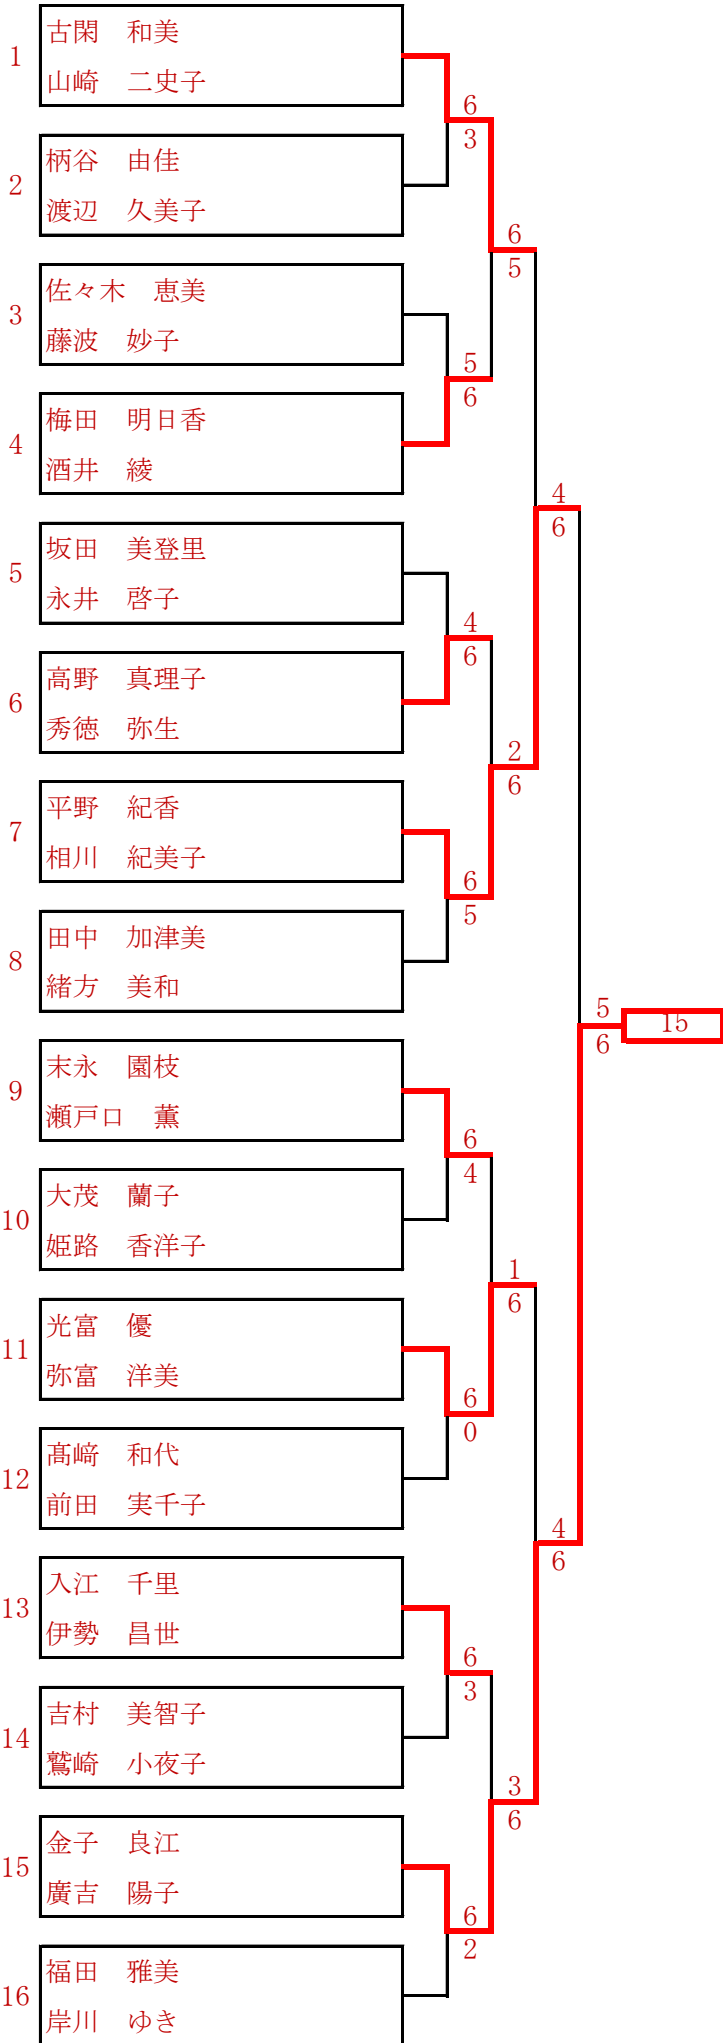 1
古閑　和美
山崎　二史子
2
柄谷　由佳
渡辺　久美子
6
3
3
佐々木　恵美
藤波　妙子
4
梅田　明日香
酒井　綾
5
6
6
5
5
坂田　美登里
永井　啓子
6
高野　真理子
秀徳　弥生
4
6
7
平野　紀香
相川　紀美子
8
田中　加津美
緒方　美和
6
5
2
6
4
6
9
末永　園枝
瀬戸口　薫
10
大茂　蘭子
姫路　香洋子
6
4
11
光富　優
弥富　洋美
12
髙﨑　和代
前田　実千子
6
0
1
6
13
入江　千里
伊勢　昌世
14
吉村　美智子
鷲崎　小夜子
6
3
15
金子　良江
廣吉　陽子
16
福田　雅美
岸川　ゆき
6
2
3
6
4
6
5
6
15